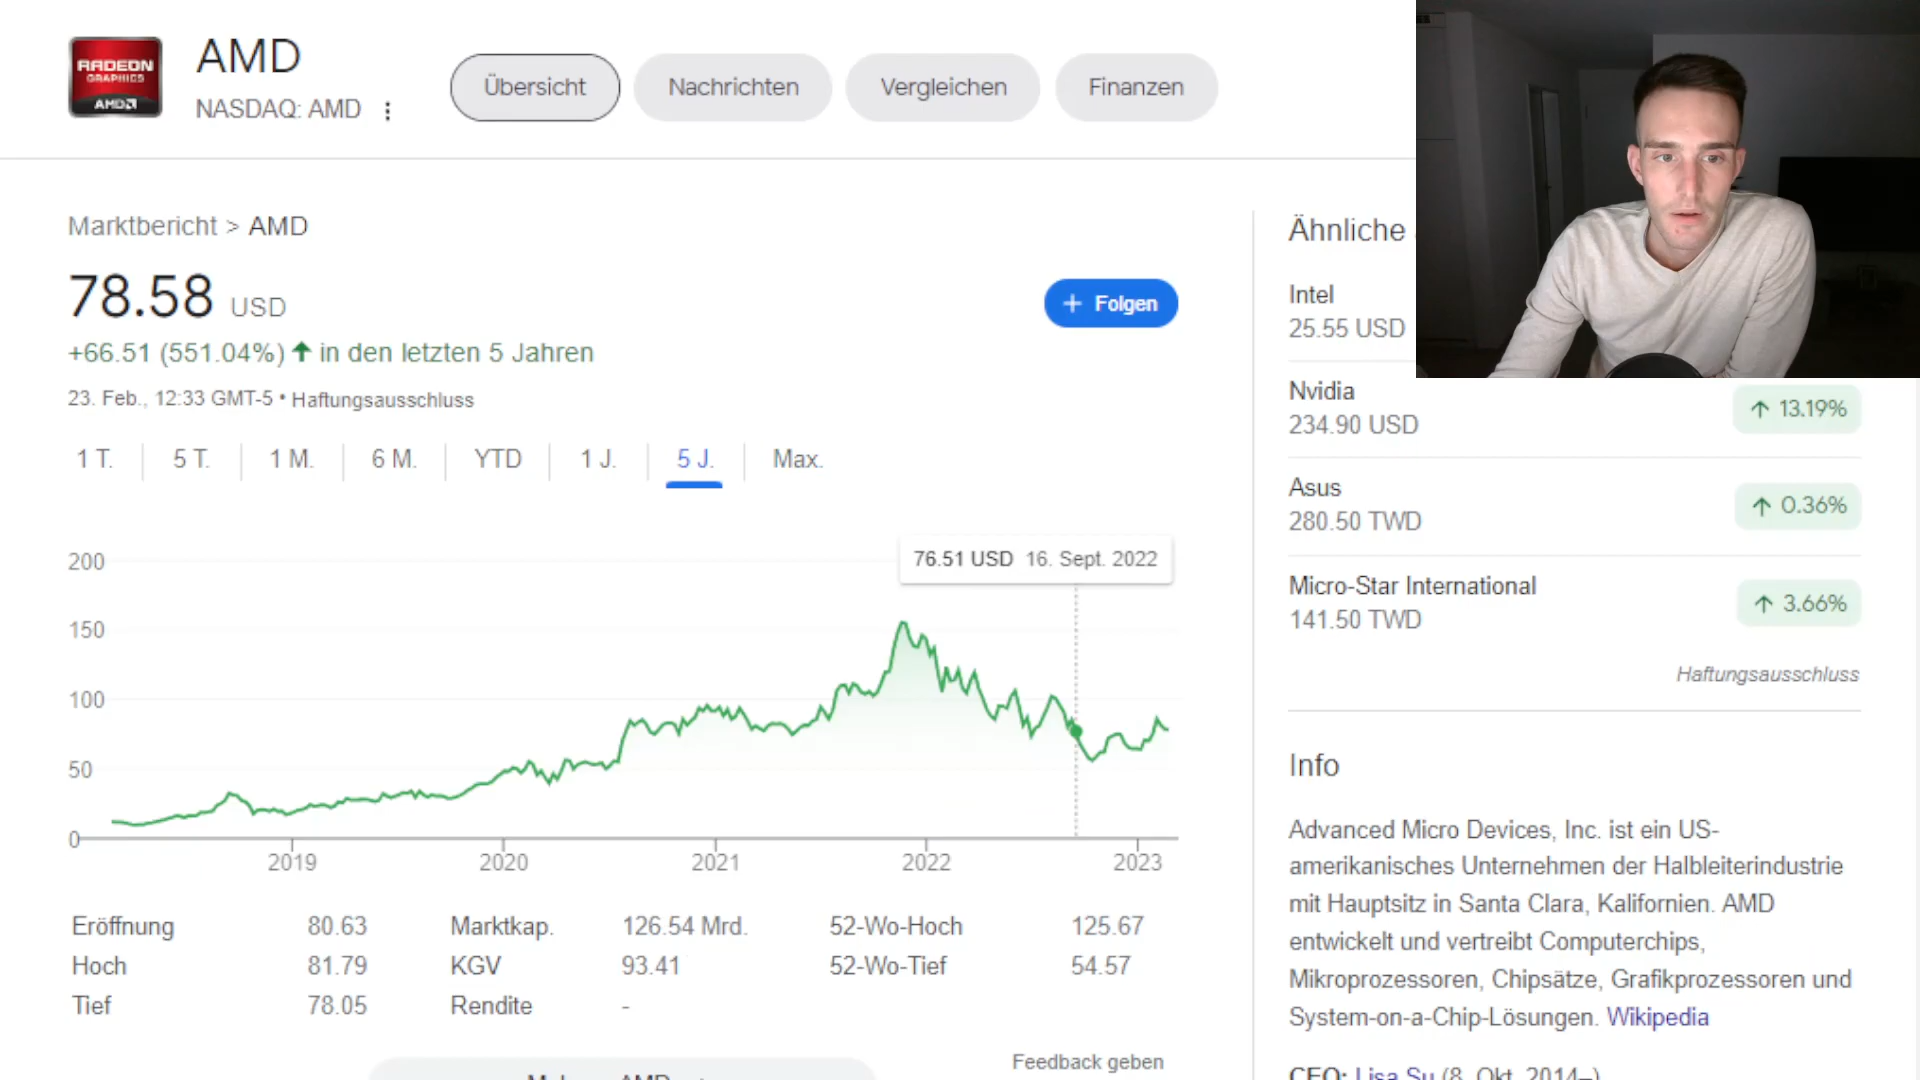 RADEON
GRAPHICS
AMD
AMD
NASDAQ: AMD
Übersicht
Nachrichten
Vergleichen
Finanzen
Marktbericht > AMD
78.58 USD
+ Folgen
+66.51 (551.04%) ↑ in den letzten 5 Jahren
23. Feb., 12:33 GMT-5 • Haftungsausschluss
1 T.
5 T.
1 M.
6 M.
YTD
1 J.
5 J.
Max.
76.51 USD 16. Sept. 2022
200
150
100
50
0
2019
2020
2021
2022
2023
Eröffnung 80.63
Hoch 81.79
Tief 78.05
Marktkap. 126.54 Mrd.
KGV 93.41
Rendite -
52-Wo-Hoch 125.67
52-Wo-Tief 54.57
Feedback geben
Ähnliche
Intel
25.55 USD
Nvidia
234.90 USD
↑ 13.19%
Asus
280.50 TWD
↑ 0.36%
Micro-Star International
141.50 TWD
↑ 3.66%
Haftungsausschluss
Info
Advanced Micro Devices, Inc. ist ein US-
amerikanisches Unternehmen der Halbleiterindustrie
mit Hauptsitz in Santa Clara, Kalifornien. AMD
entwickelt und vertreibt Computerchips,
Mikroprozessoren, Chipsätze, Grafikprozessoren und
System-on-a-Chip-Lösungen. Wikipedia
CEO: Lisa Su (8. Okt. 2014–)